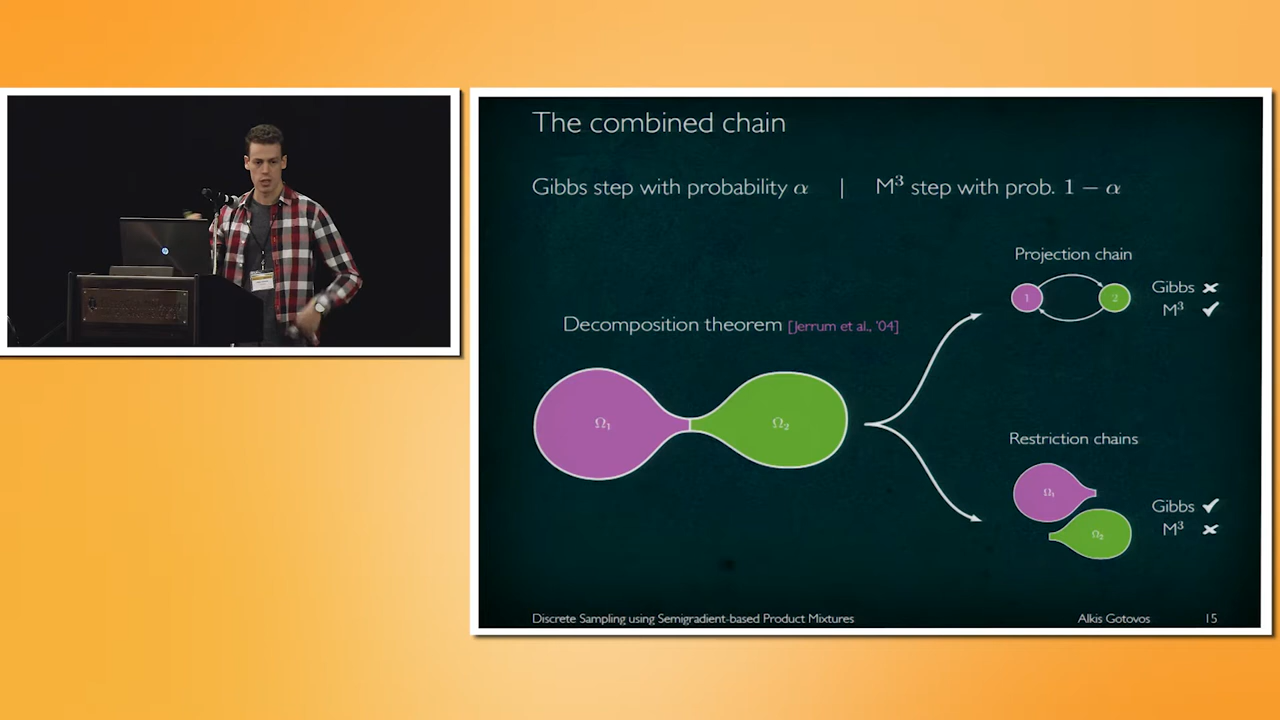 The combined chain
Gibbs step with probability α | M³ step with prob. 1 − α
Projection chain
1 2
Gibbs ✘
M³ ✔
Decomposition theorem [Jerrum et al., '04]
Ω₁ Ω₂
Restriction chains
Ω₁
Gibbs ✔
M³ ✘
Ω₂
Discrete Sampling using Semigradient-based Product Mixtures Alkis Gotovos 15